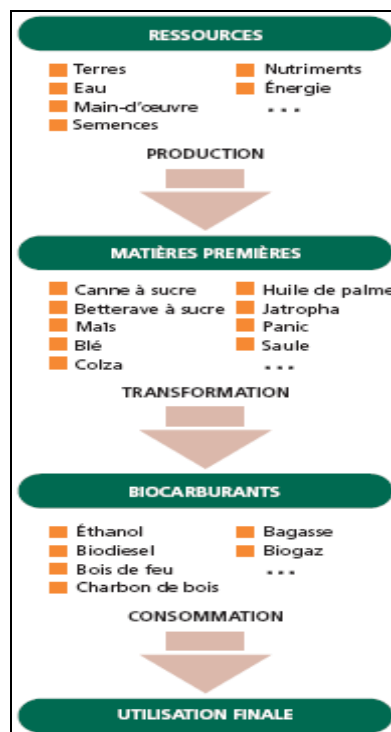 RESSOURCES
Terres
Eau
Main-d'œuvre
Semences
Nutriments
Énergie
...
PRODUCTION
MATIÈRES PREMIÈRES
Canne à sucre
Betterave à sucre
Maïs
Blé
Colza
Huile de palme
Jatropha
Panic
Saule
...
TRANSFORMATION
BIOCARBURANTS
Éthanol
Biodiesel
Bois de feu
Charbon de bois
Bagasse
Biogaz
...
CONSOMMATION
UTILISATION FINALE